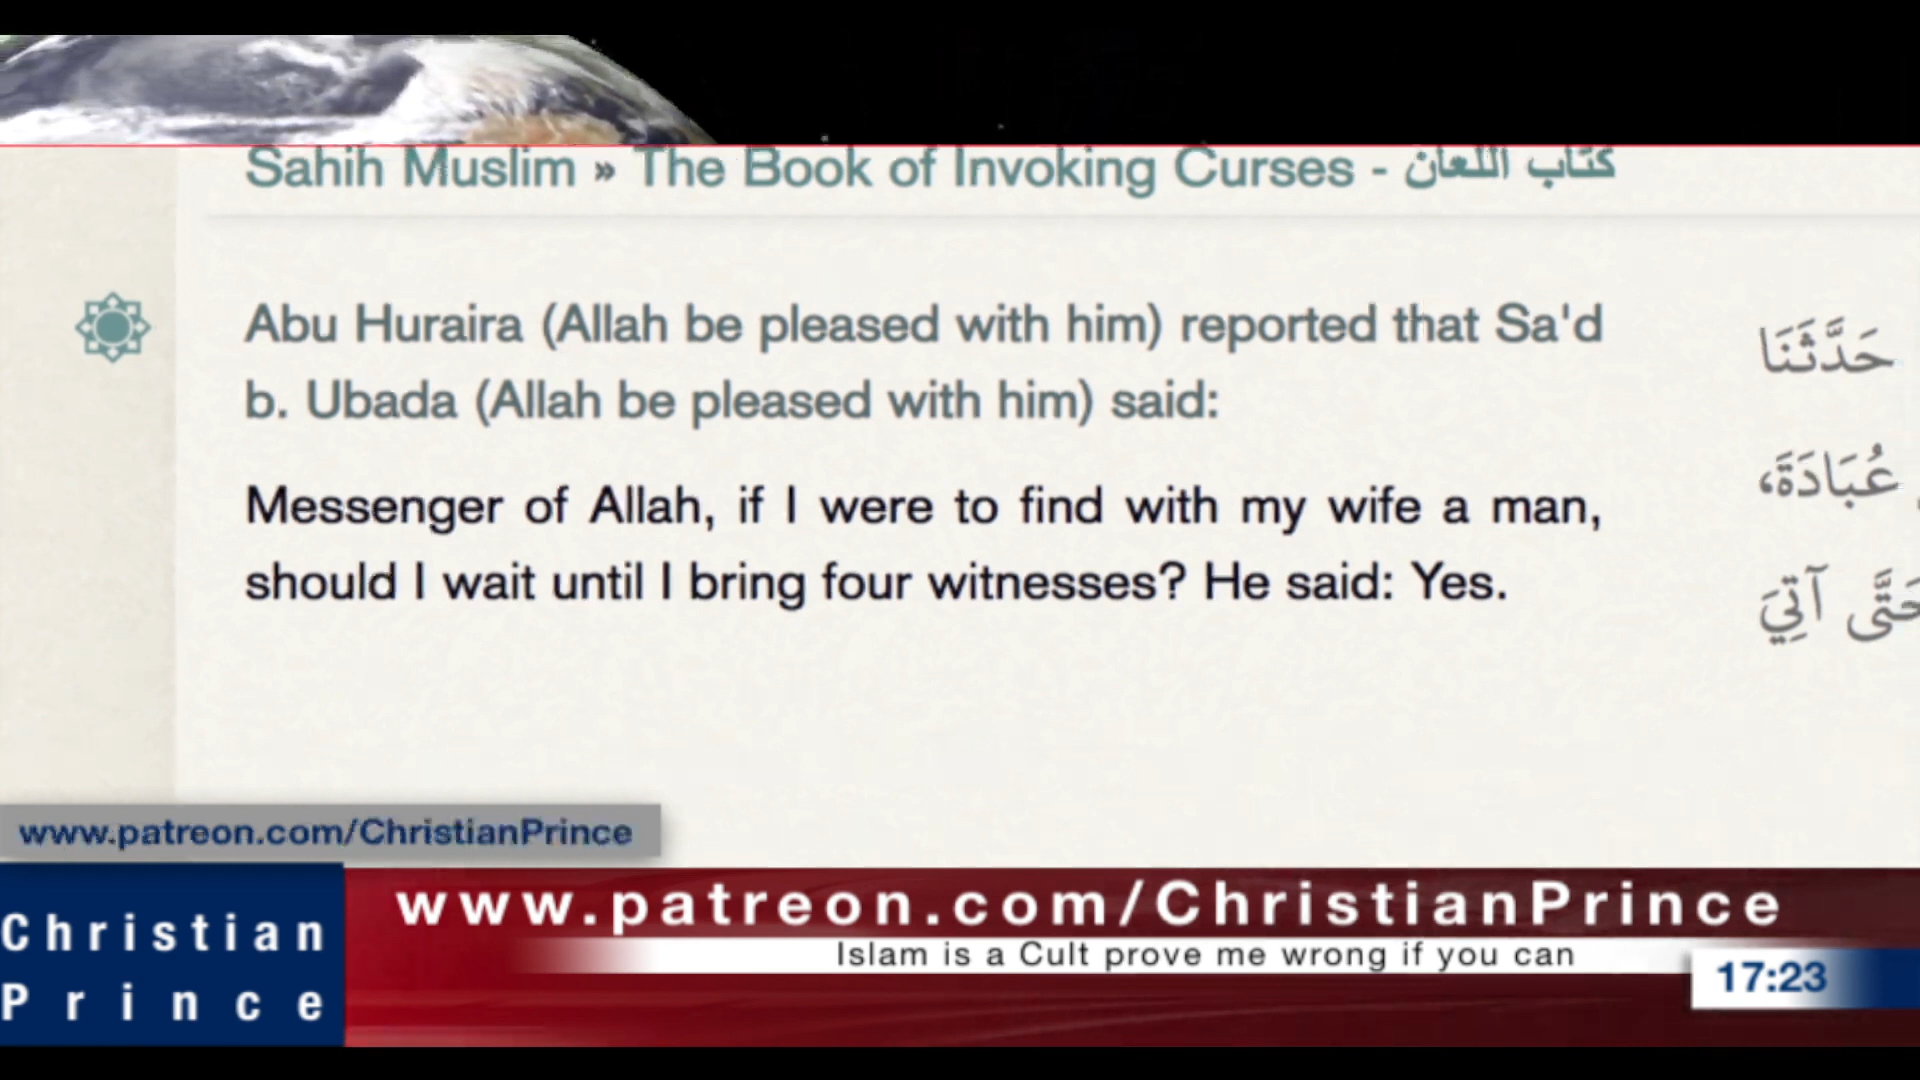 Sahih Muslim » The Book of Invoking Curses - كتاب اللعان
Abu Huraira (Allah be pleased with him) reported that Sa'd
b. Ubada (Allah be pleased with him) said:
Messenger of Allah, if I were to find with my wife a man,
should I wait until I bring four witnesses? He said: Yes.
حَدَّثَنَا
عُبَادَةَ،
حَتَّى آتِيَ
www.patreon.com/ChristianPrince
Christian
Prince
www.patreon.com/ChristianPrince
Islam is a Cult prove me wrong if you can
17:23